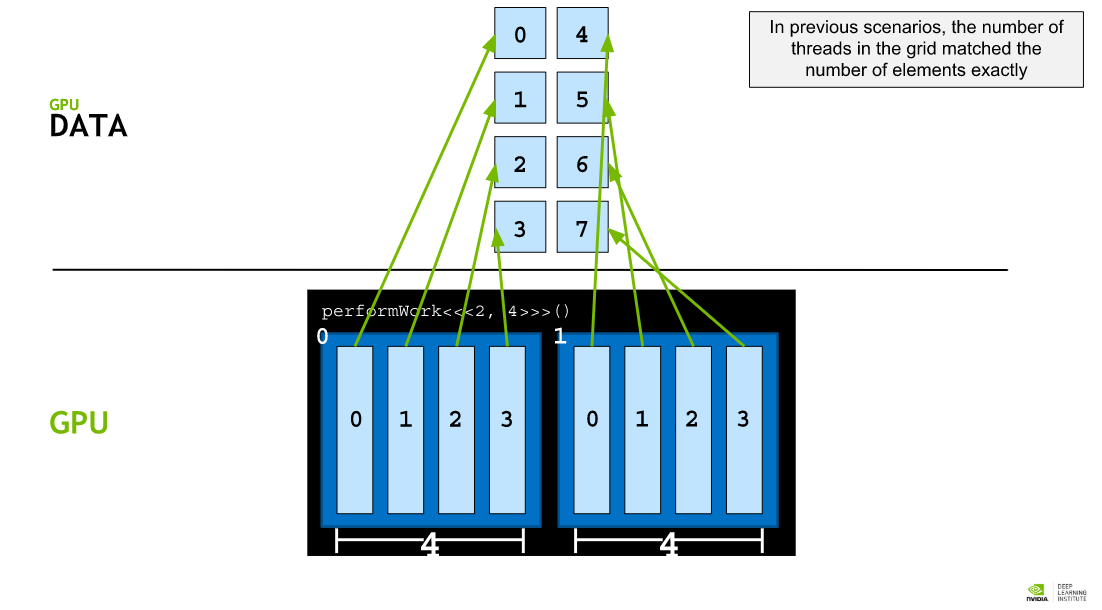 In previous scenarios, the number of
threads in the grid matched the
number of elements exactly
GPU
DATA
0 4
1 5
2 6
3 7
performWork<<<2, 4>>>()
0 1
GPU
0 1 2 3 0 1 2 3
4 4
NVIDIA
DEEP
LEARNING
INSTITUTE